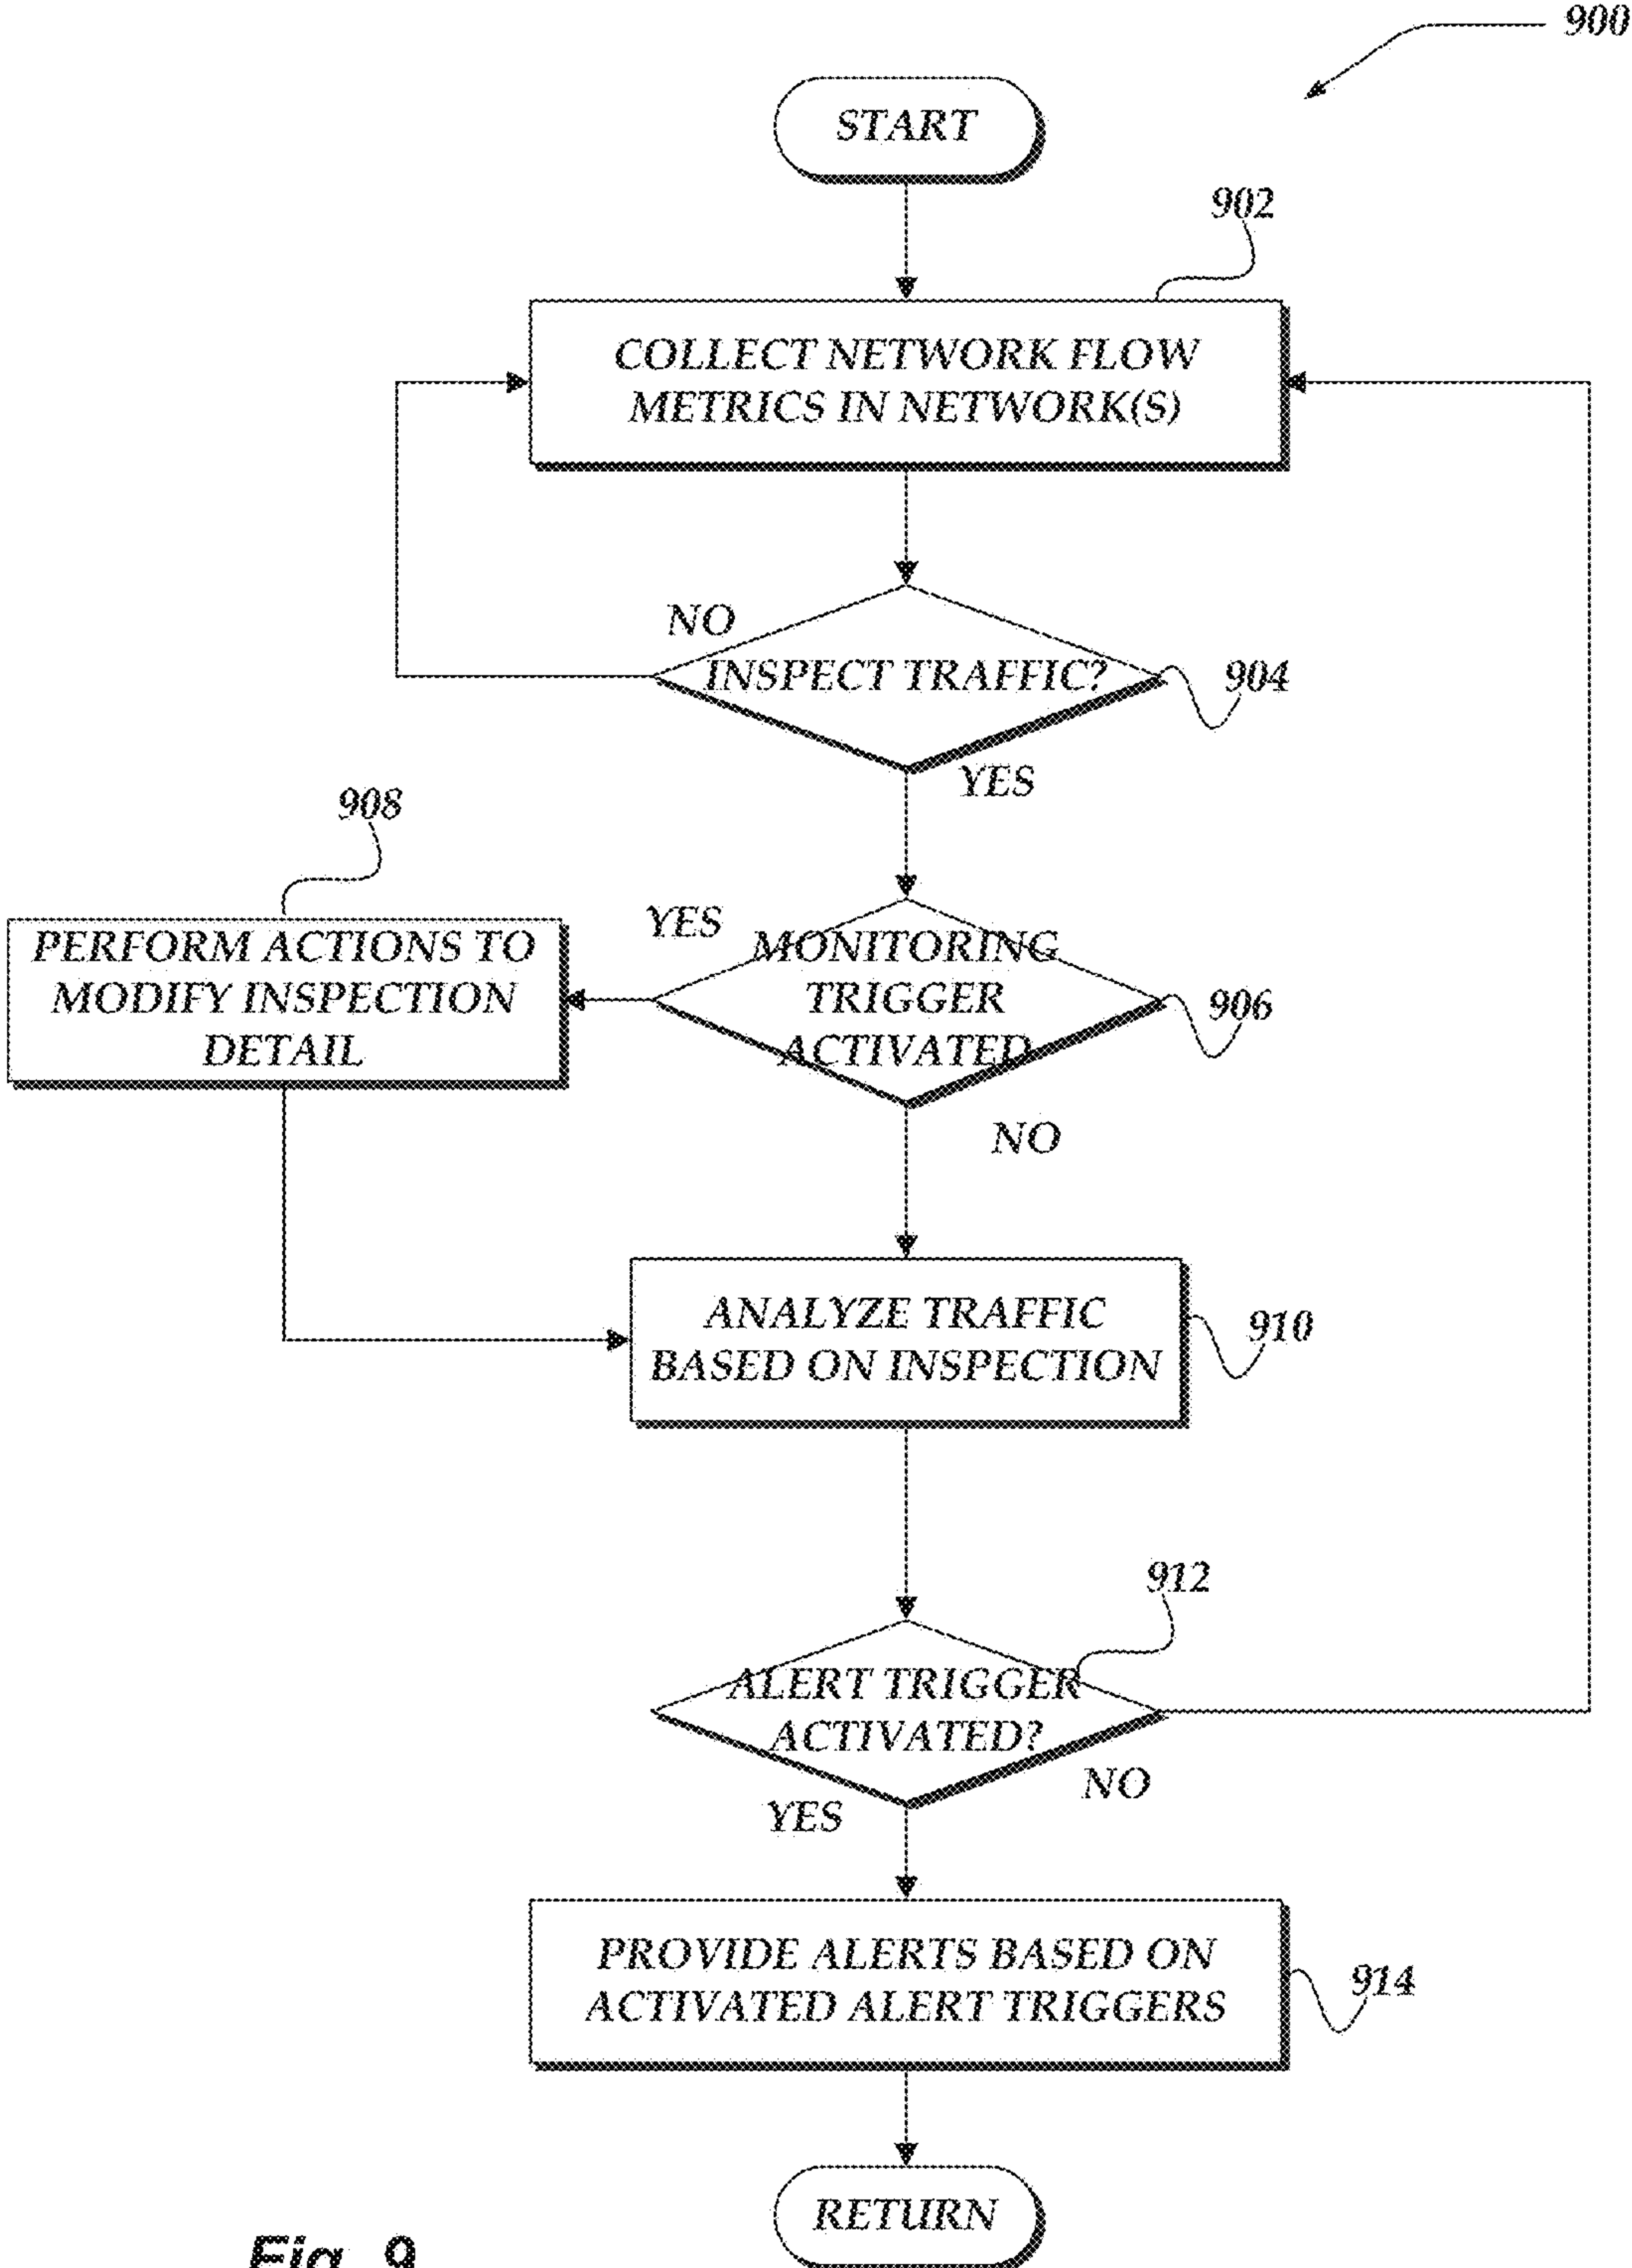 900
START
902
COLLECT NETWORK FLOW
METRICS IN NETWORK(S)
NO
INSPECT TRAFFIC?
904
YES
908
PERFORM ACTIONS TO
MODIFY INSPECTION
DETAIL
YES
MONITORING
TRIGGER
ACTIVATED
906
NO
ANALYZE TRAFFIC
BASED ON INSPECTION
910
912
ALERT TRIGGER
ACTIVATED?
NO
YES
PROVIDE ALERTS BASED ON
ACTIVATED ALERT TRIGGERS
914
RETURN
Fig. 9